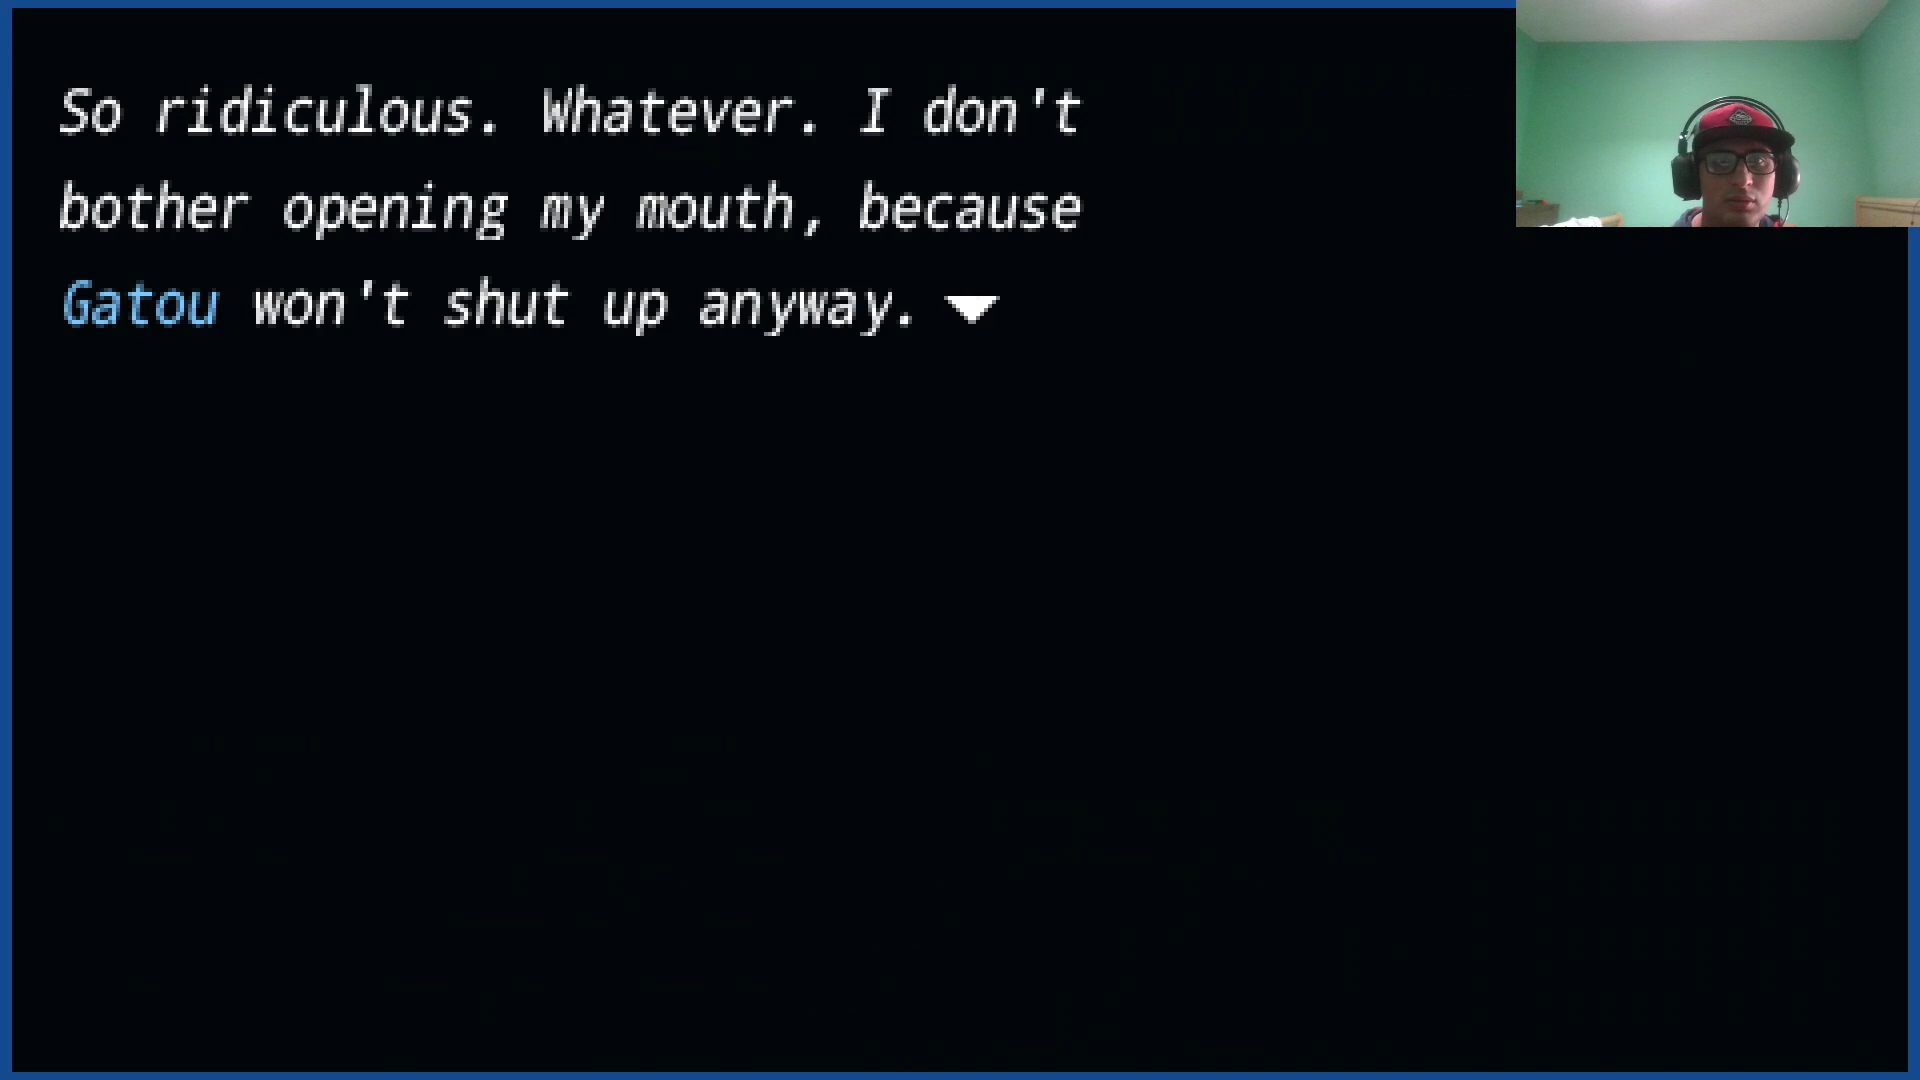 So ridiculous. Whatever. I don't
bother opening my mouth, because
Gatou won't shut up anyway.